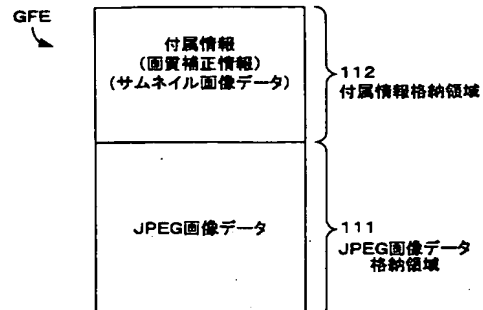 GFE
付属情報
(画質補正情報)
(サムネイル画像データ)
112
付属情報格納領域
JPEG画像データ
111
JPEG画像データ
格納領域